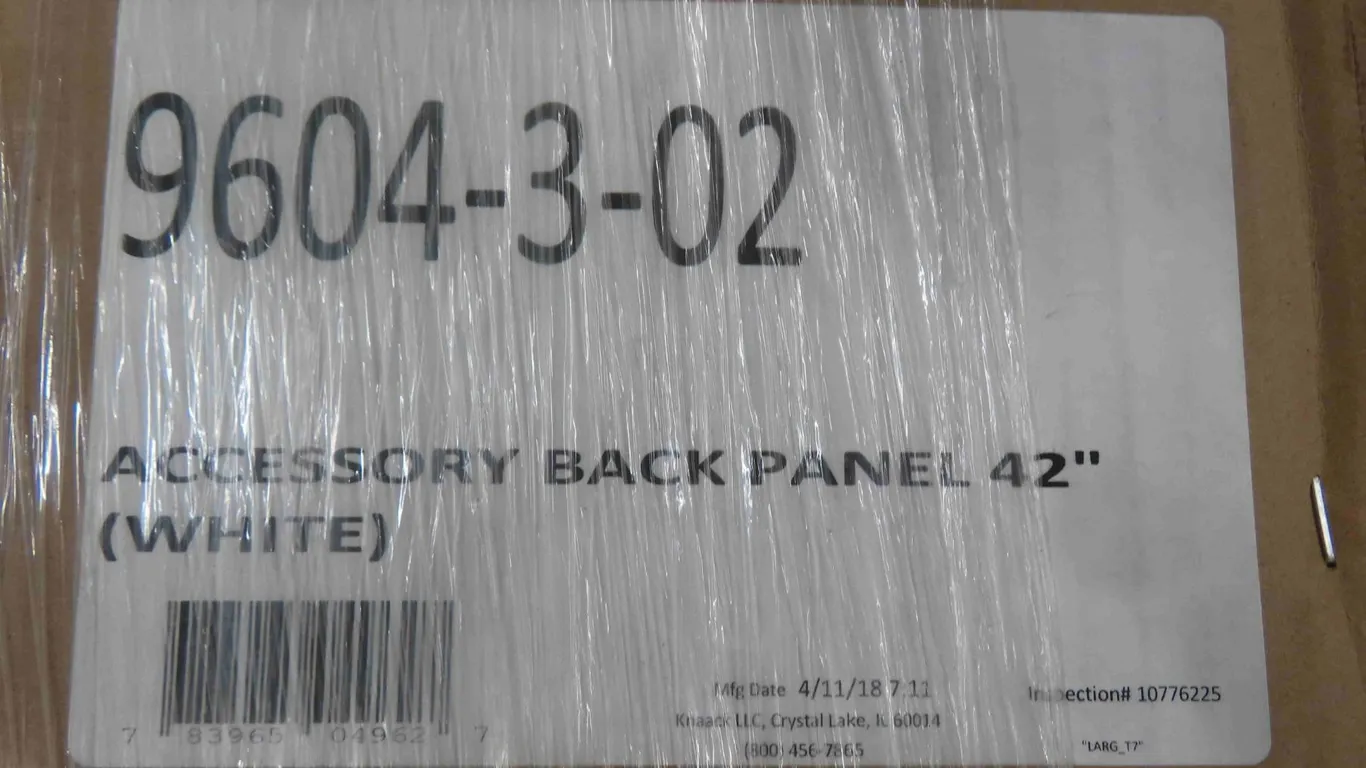 9604-3-02
ACCESSORY BACK PANEL 42"
(WHITE)
7 83965 04962 7
Mfg Date 4/11/18 7:11
Inspection# 10776225
Knaack LLC, Crystal Lake, IL 60014
(800) 456-7865
"LARG_T7"